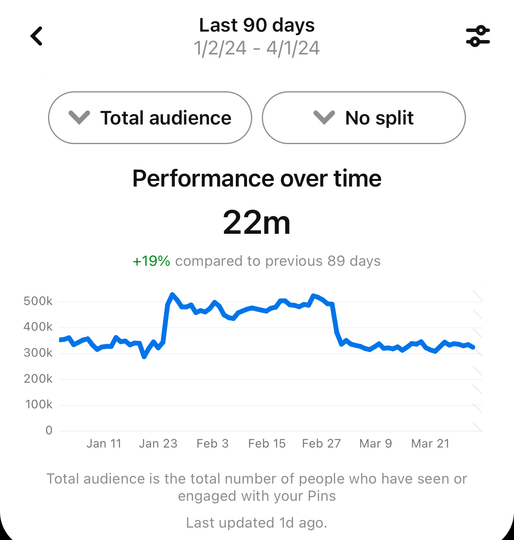 Last 90 days
1/2/24 - 4/1/24
Total audience
No split
Performance over time
22m
+19% compared to previous 89 days
500k
400k
300k
200k
100k
0
Jan 11 Jan 23 Feb 3 Feb 15 Feb 27 Mar 9 Mar 21
Total audience is the total number of people who have seen or
engaged with your Pins
Last updated 1d ago.